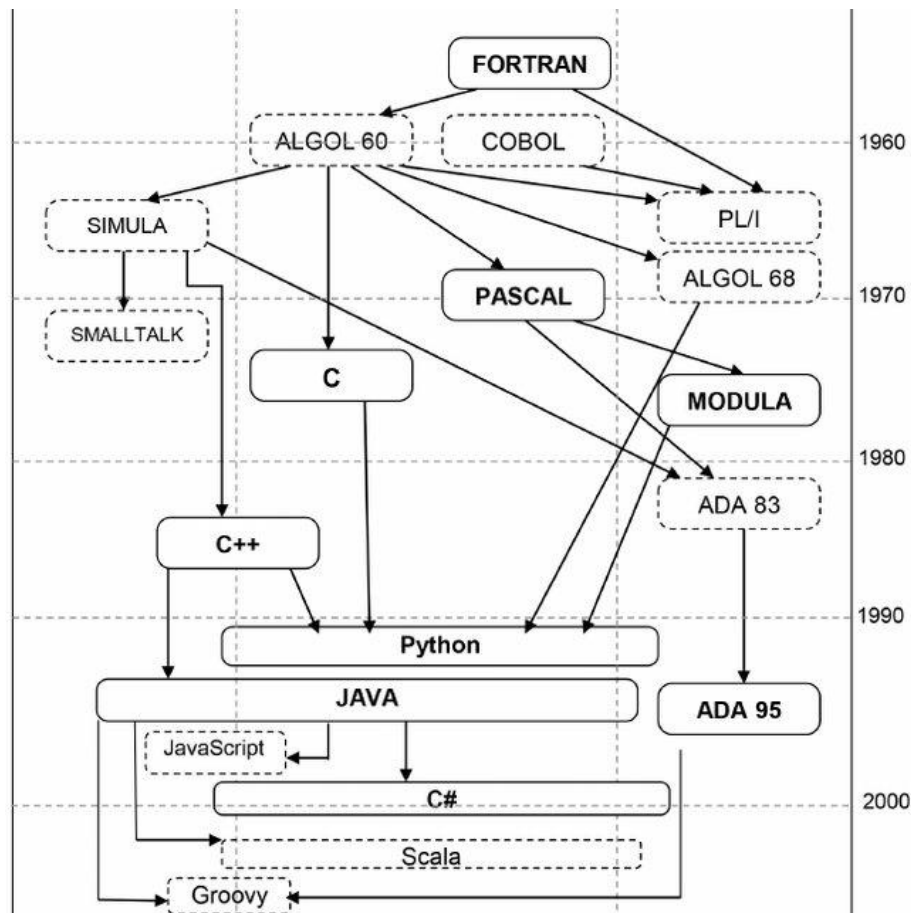 FORTRAN
ALGOL 60
COBOL
1960
SIMULA
PL/I
ALGOL 68
PASCAL
1970
SMALLTALK
C
MODULA
1980
ADA 83
C++
1990
Python
JAVA
ADA 95
JavaScript
C#
2000
Scala
Groovy